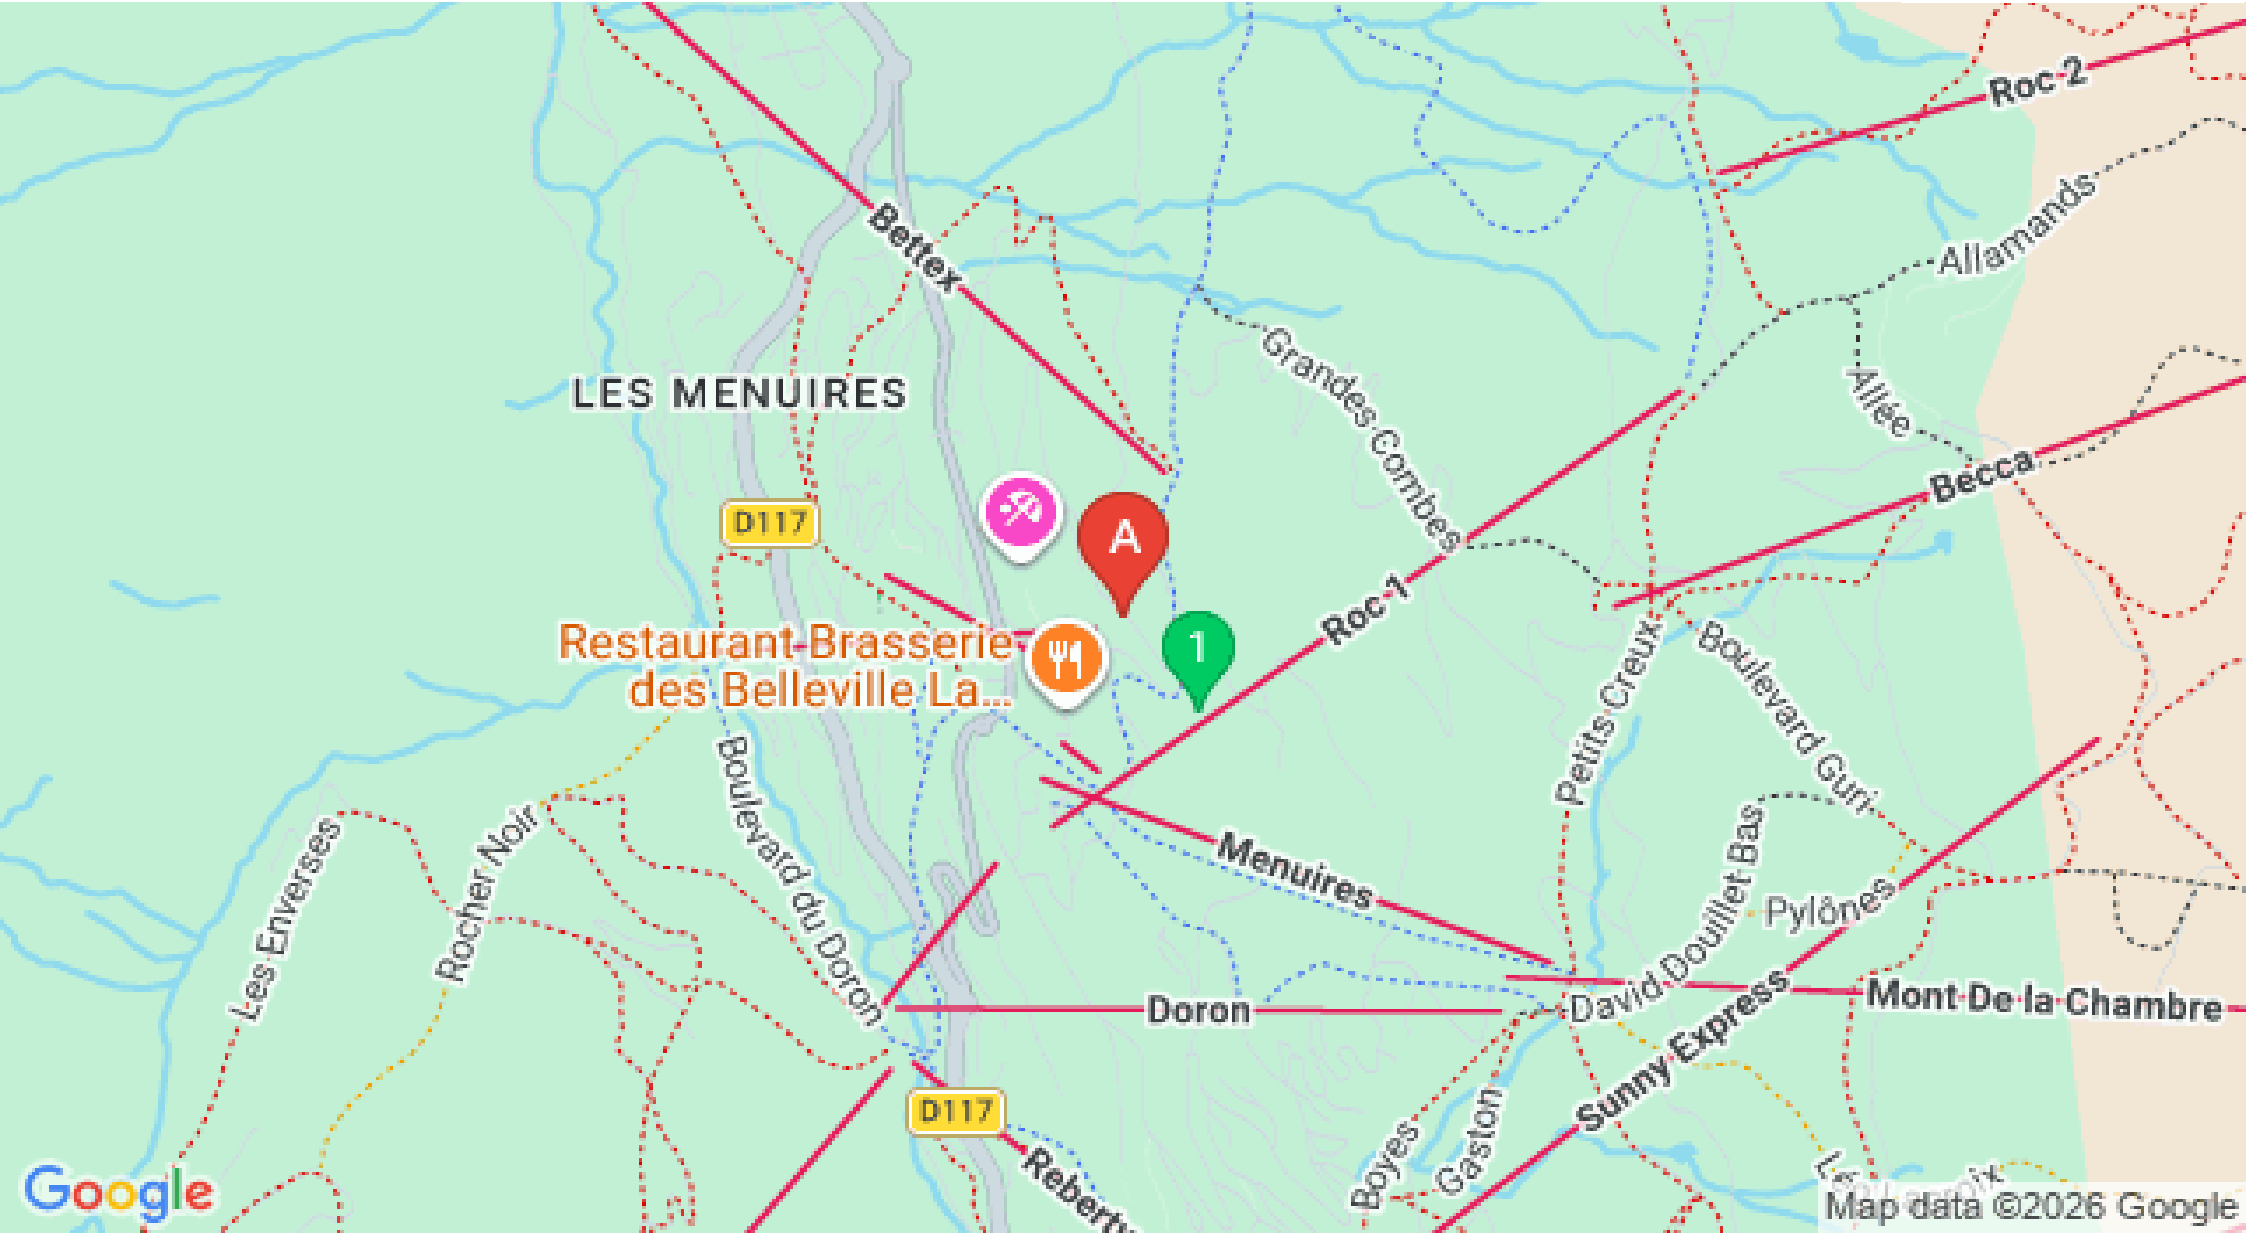 Roc 2
Allamands
Bettex
Grandes Combes
Allée
LES MENUIRES
Becca
D117
A
Roc 1
1
Restaurant Brasserie
des Belleville La...
Petits Creux
Boulevard Guri
Boulevard du Doron
Rocher Noir
Les Enverses
Menuires
David Douillet Bas
Pylônes
Doron
Mont De la Chambre
Sunny Express
D117
Reberty
Boyes
Gaston
Google
Map data ©2026 Google